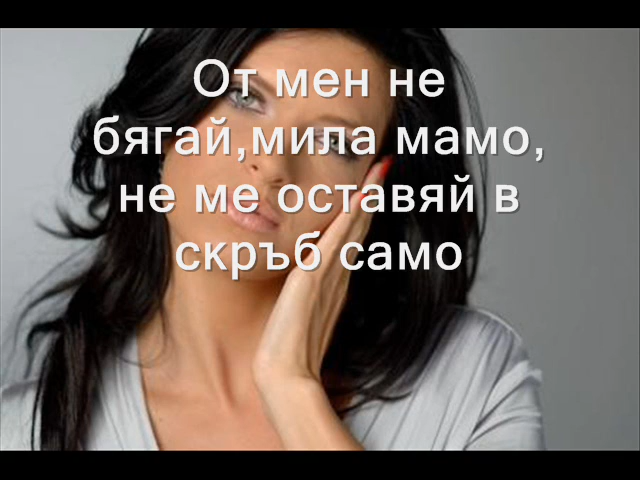 От мен не
бягай,мила мамо,
не ме оставяй в
скръб само